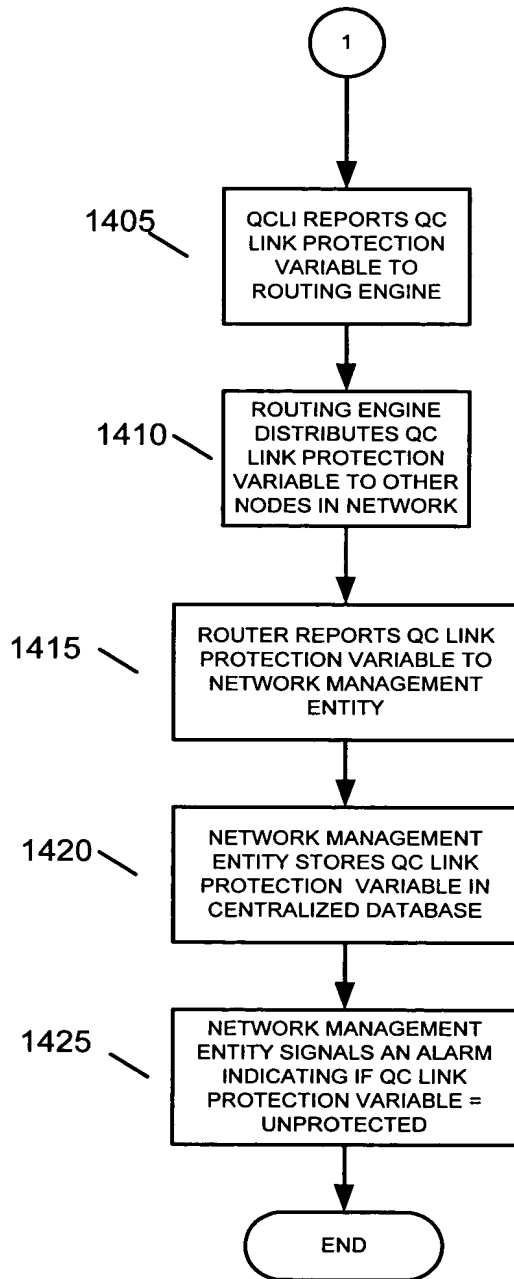 1
1405
QCLI REPORTS QC
LINK PROTECTION
VARIABLE TO
ROUTING ENGINE
1410
ROUTING ENGINE
DISTRIBUTES QC
LINK PROTECTION
VARIABLE TO OTHER
NODES IN NETWORK
1415
ROUTER REPORTS QC LINK
PROTECTION VARIABLE TO
NETWORK MANAGEMENT
ENTITY
1420
NETWORK MANAGEMENT
ENTITY STORES QC LINK
PROTECTION VARIABLE IN
CENTRALIZED DATABASE
1425
NETWORK MANAGEMENT
ENTITY SIGNALS AN ALARM
INDICATING IF QC LINK
PROTECTION VARIABLE =
UNPROTECTED
END